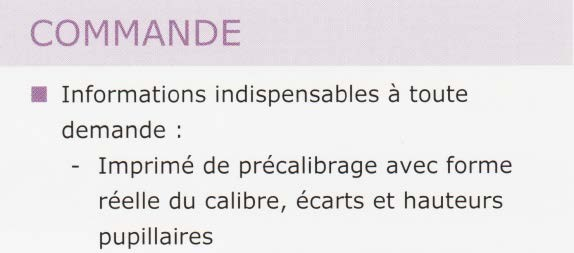 COMMANDE
■ Informations indispensables à toute
demande :
- Imprimé de précalibrage avec forme
réelle du calibre, écarts et hauteurs
pupillaires